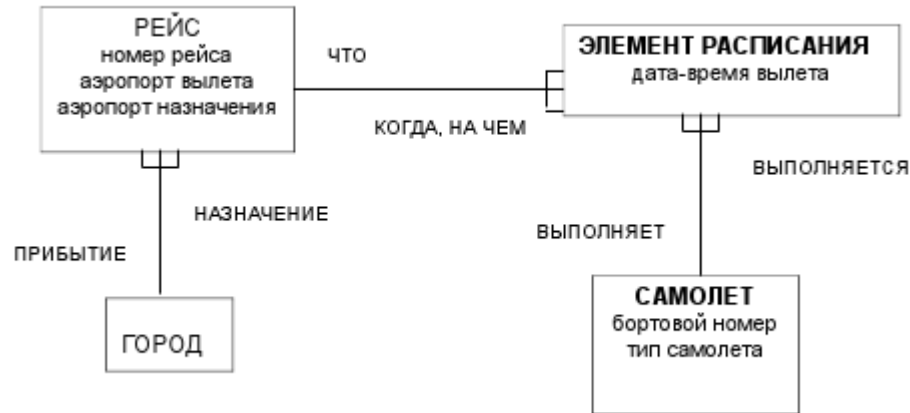 РЕЙС
номер рейса
аэропорт вылета
аэропорт назначения
ЧТО
ЭЛЕМЕНТ РАСПИСАНИЯ
дата-время вылета
КОГДА, НА ЧЕМ
ВЫПОЛНЯЕТСЯ
НАЗНАЧЕНИЕ
ВЫПОЛНЯЕТ
ПРИБЫТИЕ
САМОЛЕТ
бортовой номер
тип самолета
ГОРОД